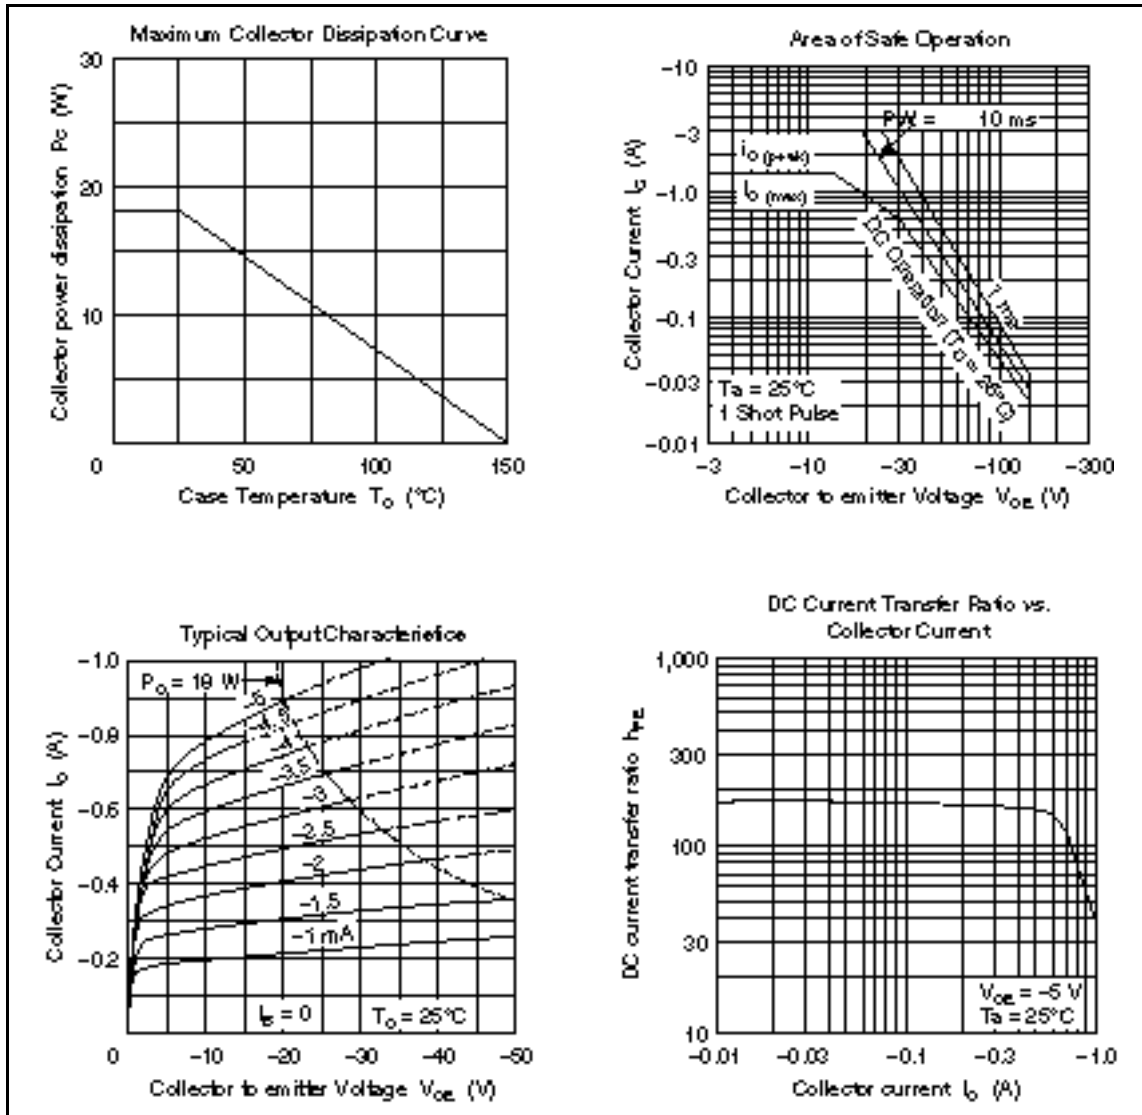 Maximum Collector Dissipation Curve
Collector power dissipation Pc (W)
30
20
10
0
50
100
150
Case Temperature TC (°C)
Area of Safe Operation
Collector Current IC (A)
−10
−3
−1.0
−0.3
−0.1
−0.03
−0.01
PW = 10 ms
iC (peak)
IC (max)
DC Operation (TC = 25°C)
1 ms
Ta = 25°C
1 Shot Pulse
−3
−10
−30
−100
−300
Collector to emitter Voltage VCE (V)
Typical Output Characteristics
Collector Current IC (A)
−1.0
−0.8
−0.6
−0.4
−0.2
PC = 18 W
−5
−4.5
−4
−3.5
−3
−2.5
−2
−1.5
−1 mA
IB = 0
TC = 25°C
0
−10
−20
−30
−40
−50
Collector to emitter Voltage VCE (V)
DC Current Transfer Ratio vs.
Collector Current
DC current transfer ratio hFE
1,000
300
100
30
10
VCE = −5 V
Ta = 25°C
−0.01
−0.03
−0.1
−0.3
−1.0
Collector current IC (A)